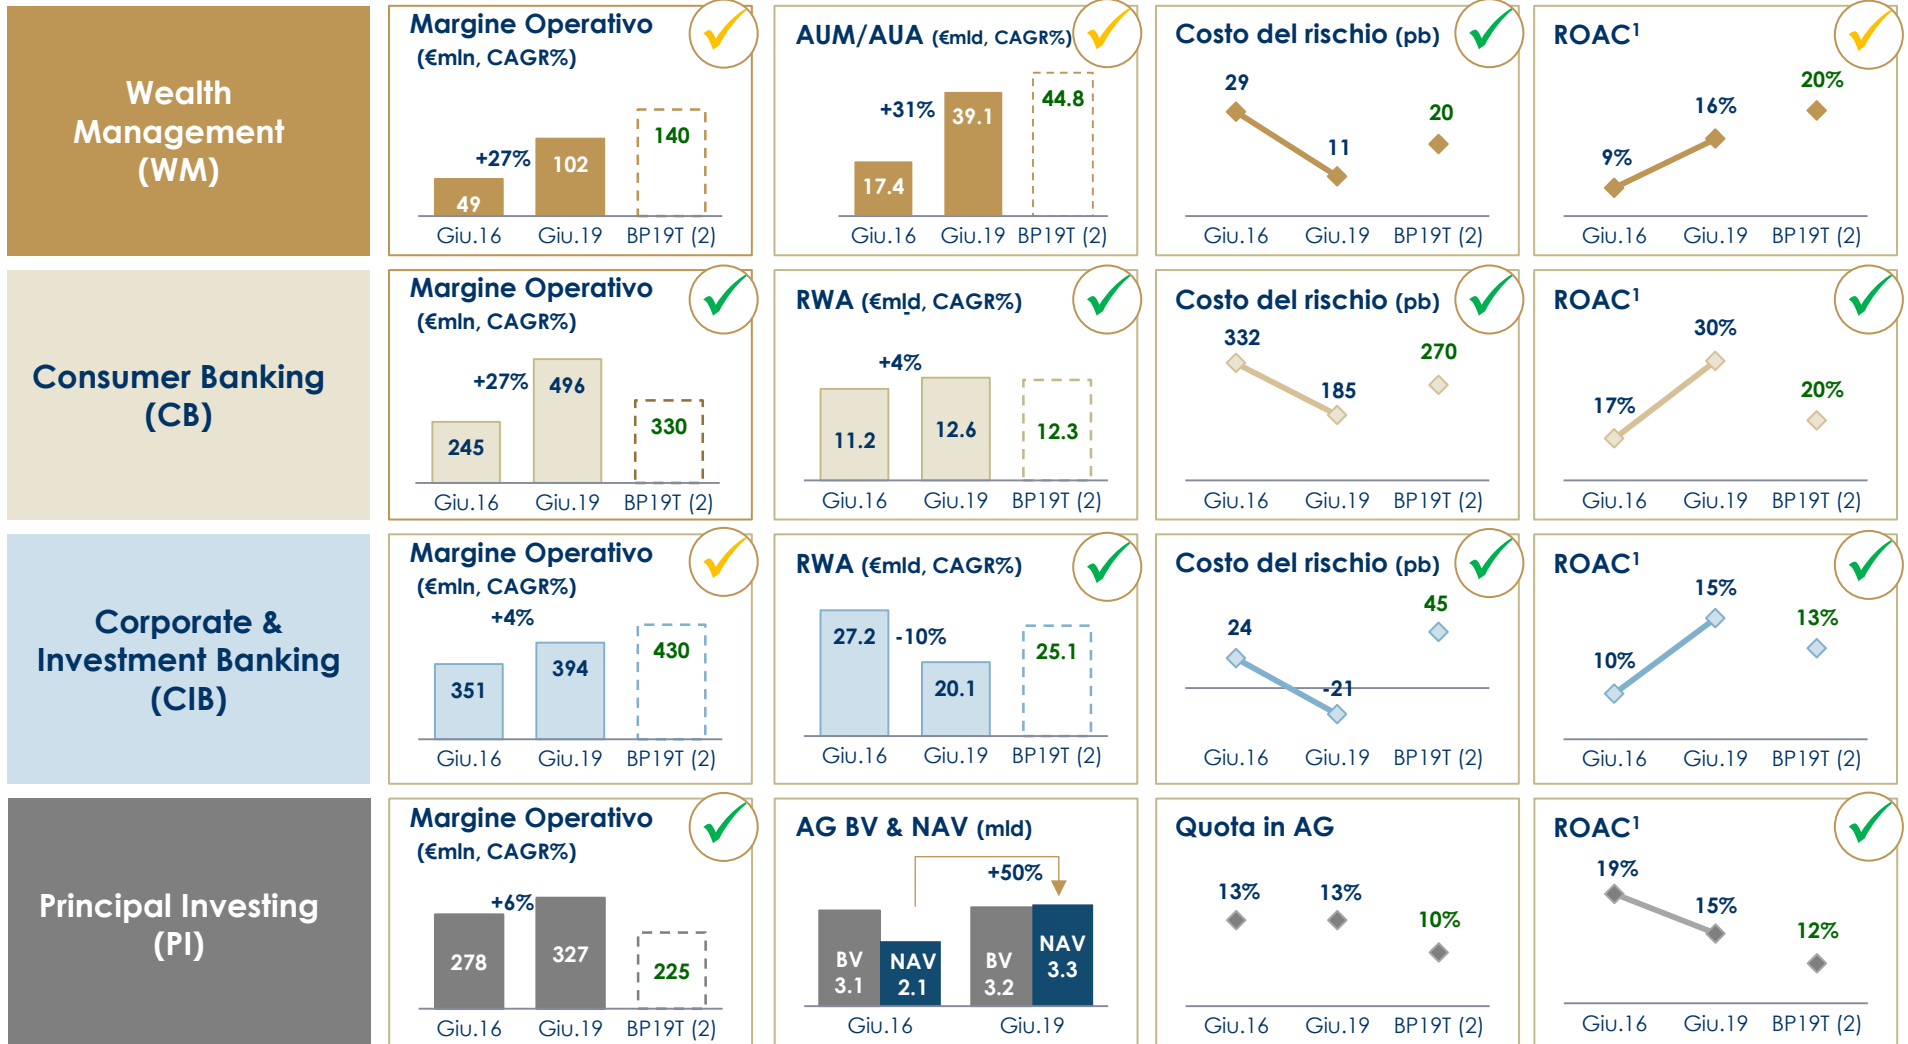 Wealth
Management
(WM)
Margine Operativo
(€mln, CAGR%)
+27%
49
102
140
Giu.16 Giu.19 BP19T (2)
AUM/AUA (€mld, CAGR%)
+31%
17.4
39.1
44.8
Giu.16 Giu.19 BP19T (2)
Costo del rischio (pb)
29
11
20
Giu.16 Giu.19 BP19T (2)
ROAC¹
9%
16%
20%
Giu.16 Giu.19 BP19T (2)
Consumer Banking
(CB)
Margine Operativo
(€mln, CAGR%)
+27%
245
496
330
Giu.16 Giu.19 BP19T (2)
RWA (€mld, CAGR%)
+4%
11.2
12.6
12.3
Giu.16 Giu.19 BP19T (2)
Costo del rischio (pb)
332
185
270
Giu.16 Giu.19 BP19T (2)
ROAC¹
17%
30%
20%
Giu.16 Giu.19 BP19T (2)
Corporate &
Investment Banking
(CIB)
Margine Operativo
(€mln, CAGR%)
+4%
351
394
430
Giu.16 Giu.19 BP19T (2)
RWA (€mld, CAGR%)
27.2
-10%
20.1
25.1
Giu.16 Giu.19 BP19T (2)
Costo del rischio (pb)
24
-21
45
Giu.16 Giu.19 BP19T (2)
ROAC¹
10%
15%
13%
Giu.16 Giu.19 BP19T (2)
Principal Investing
(PI)
Margine Operativo
(€mln, CAGR%)
+6%
278
327
225
Giu.16 Giu.19 BP19T (2)
AG BV & NAV (mld)
+50%
BV
3.1
NAV
2.1
BV
3.2
NAV
3.3
Giu.16 Giu.19
Quota in AG
13%
13%
10%
Giu.16 Giu.19 BP19T (2)
ROAC¹
19%
15%
12%
Giu.16 Giu.19 BP19T (2)